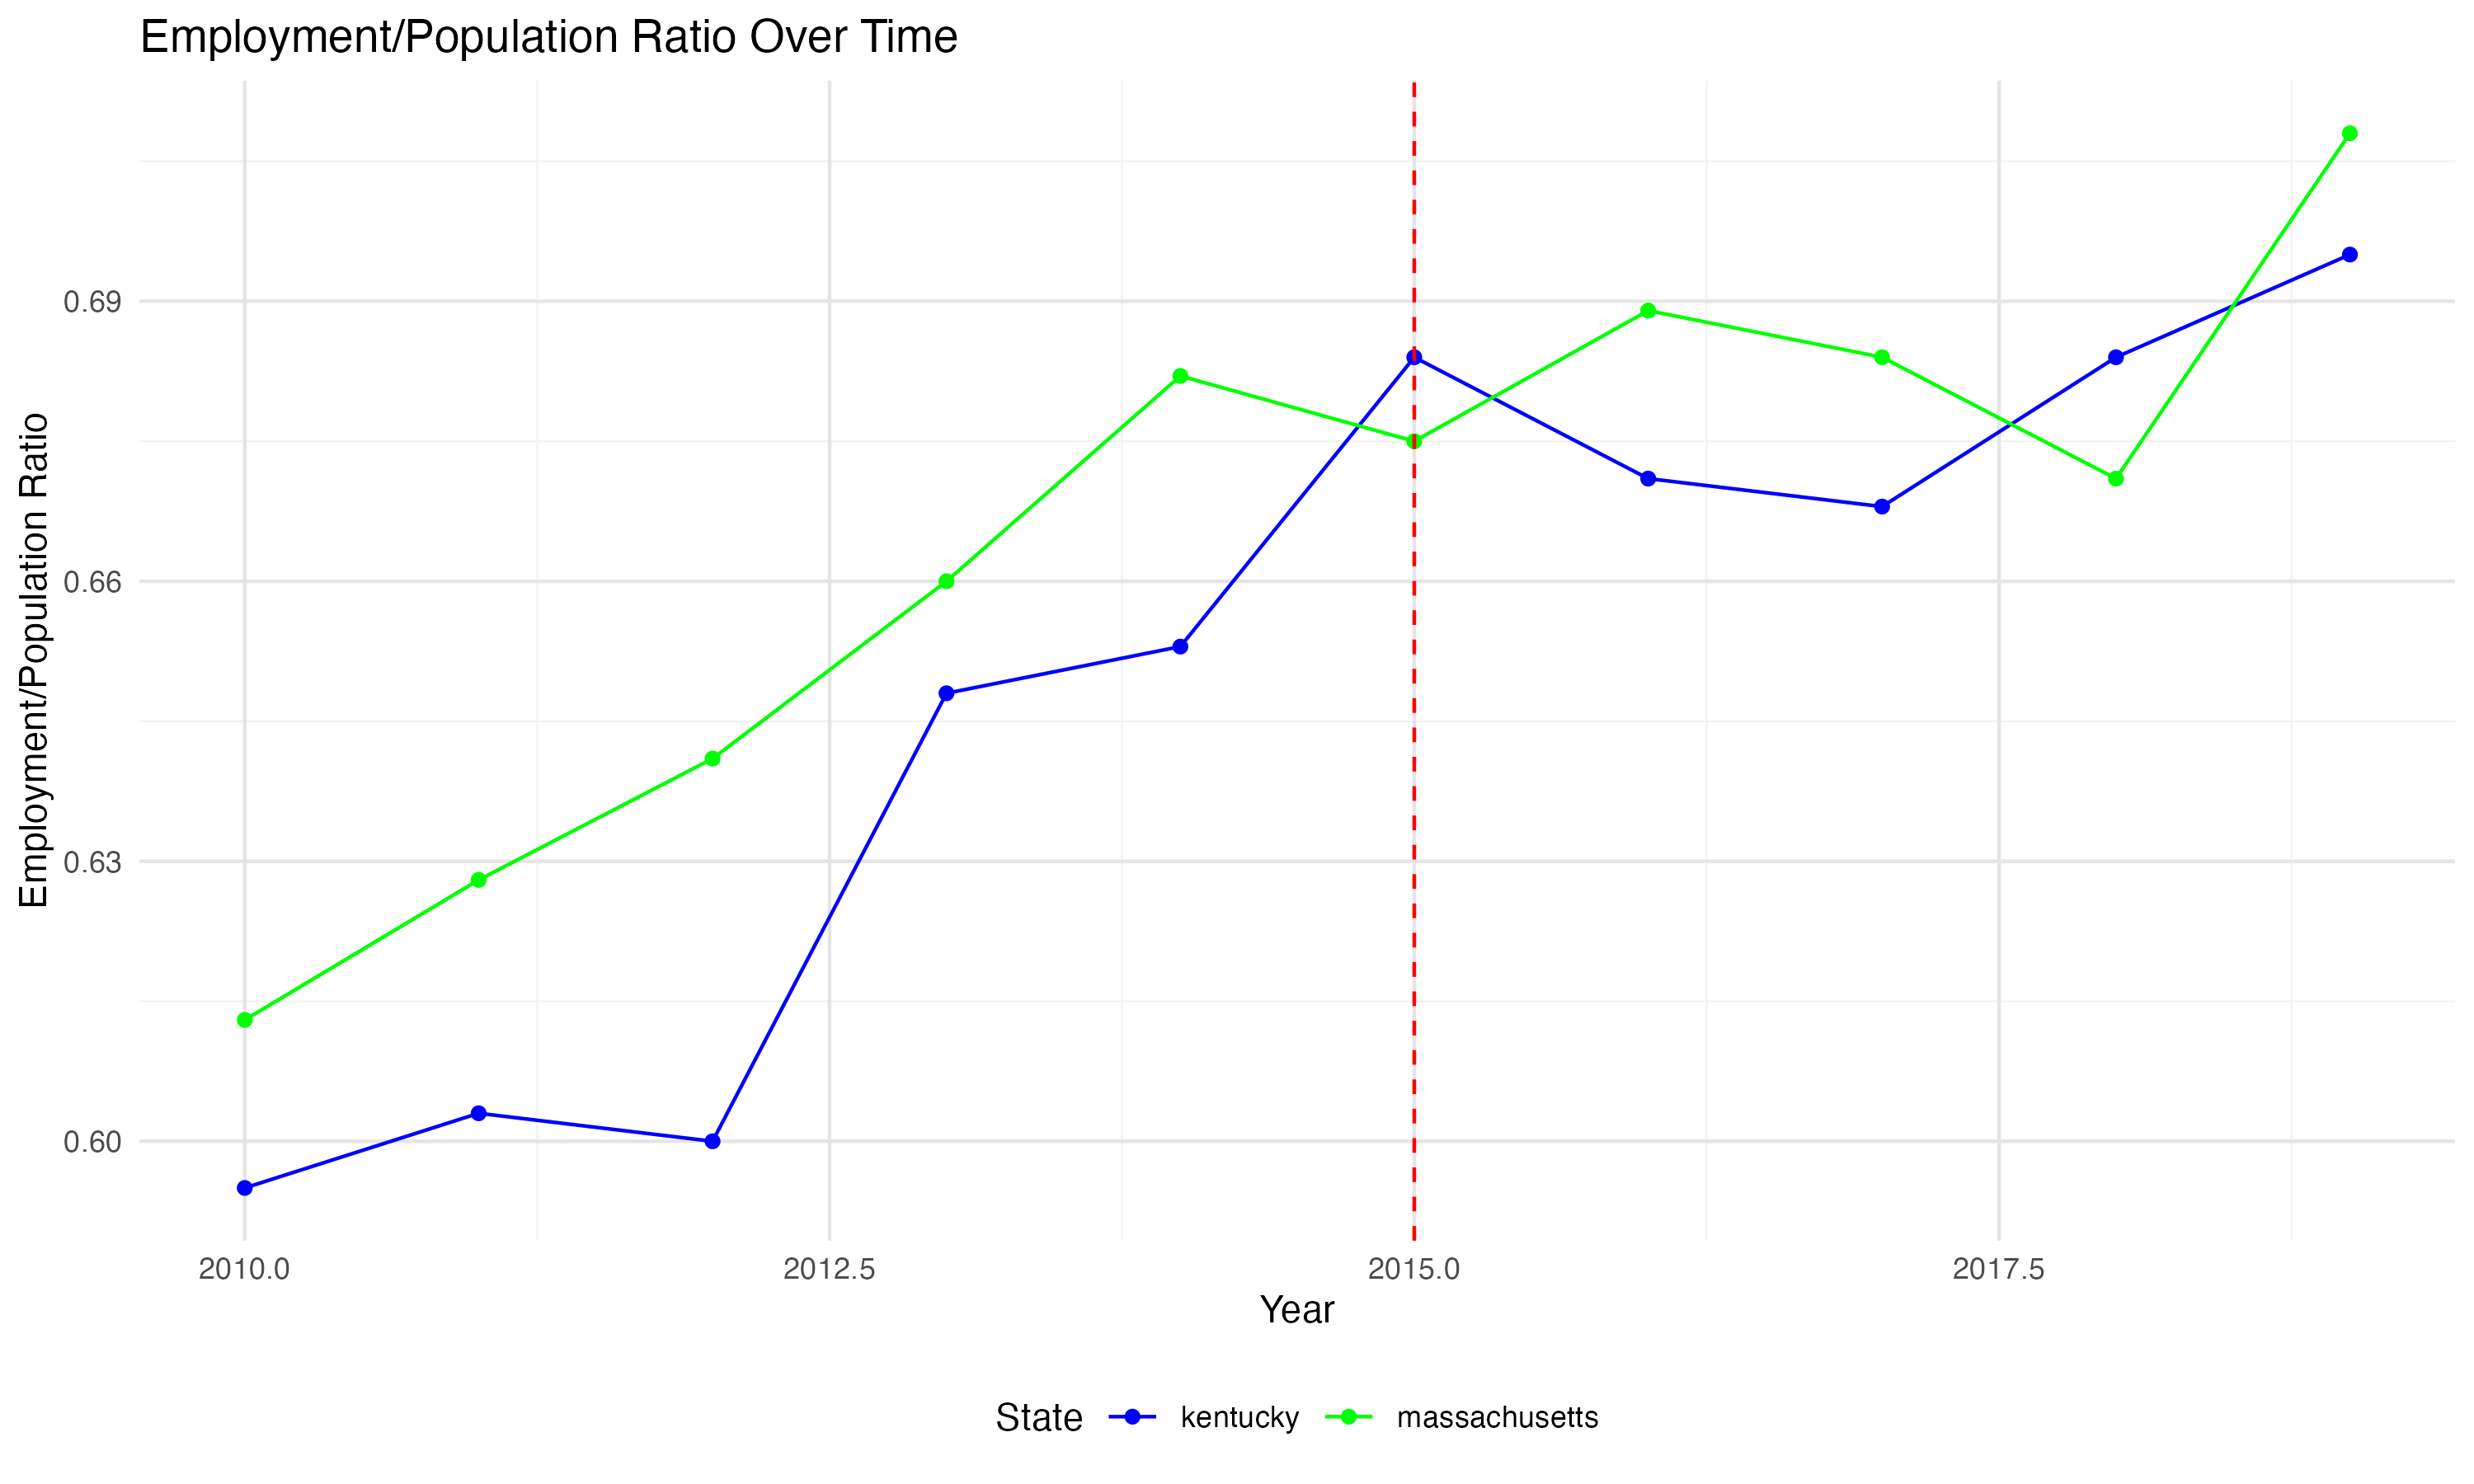 Employment/Population Ratio Over Time
Employment/Population Ratio
0.69
0.66
0.63
0.60
2010.0 2012.5 2015.0 2017.5
Year
State kentucky massachusetts